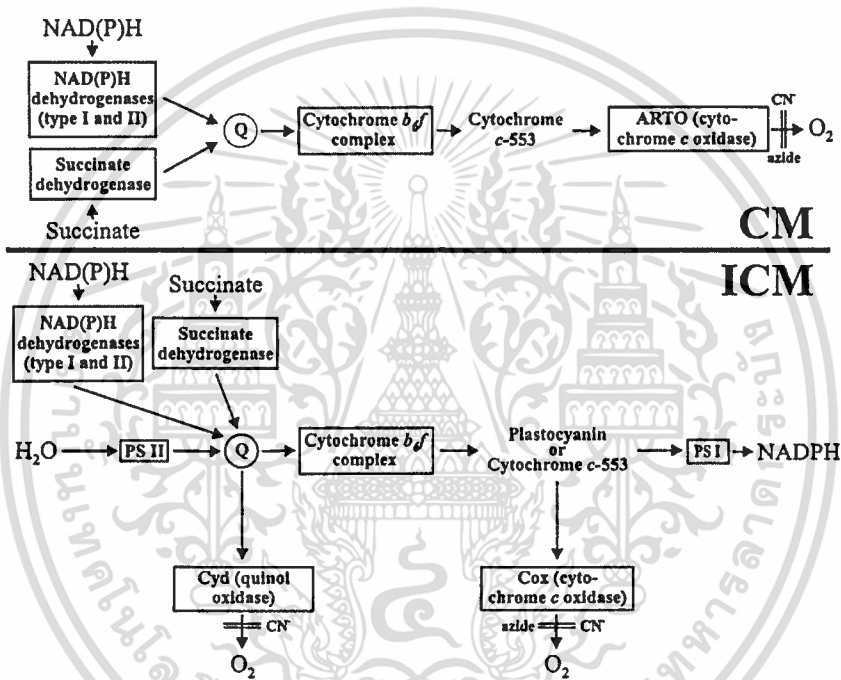 NAD(P)H
NAD(P)H
dehydrogenases
(type I and II)
Succinate
dehydrogenase
Succinate
Q
Cytochrome b₆f
complex
Cytochrome
c-553
ARTO (cyto-
chrome c oxidase)
CN⁻
azide
O₂
CM
ICM
NAD(P)H
NAD(P)H
dehydrogenases
(type I and II)
Succinate
Succinate
dehydrogenase
H₂O
PS II
Q
Cytochrome b₆f
complex
Plastocyanin
or
Cytochrome c-553
PS I
NADPH
Cyd (quinol
oxidase)
CN⁻
O₂
Cox (cyto-
chrome c oxidase)
azide
CN⁻
O₂